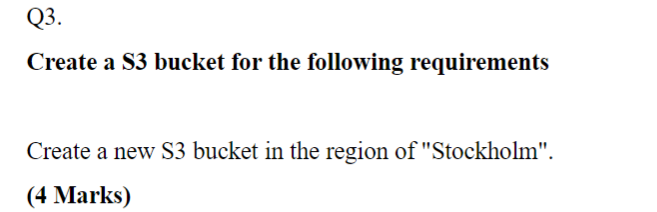 Q3.
Create a S3 bucket for the following requirements
Create a new S3 bucket in the region of "Stockholm".
(4 Marks)